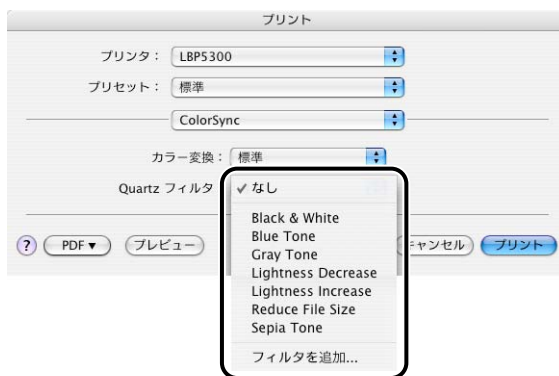 プリント
プリンタ： LBP5300
プリセット： 標準
ColorSync
カラー変換： 標準
Quartz フィルタ ✓ なし
Black & White
Blue Tone
Gray Tone
Lightness Decrease
Lightness Increase
Reduce File Size
Sepia Tone
フィルタを追加...
? PDF▼ プレビュー キャンセル プリント